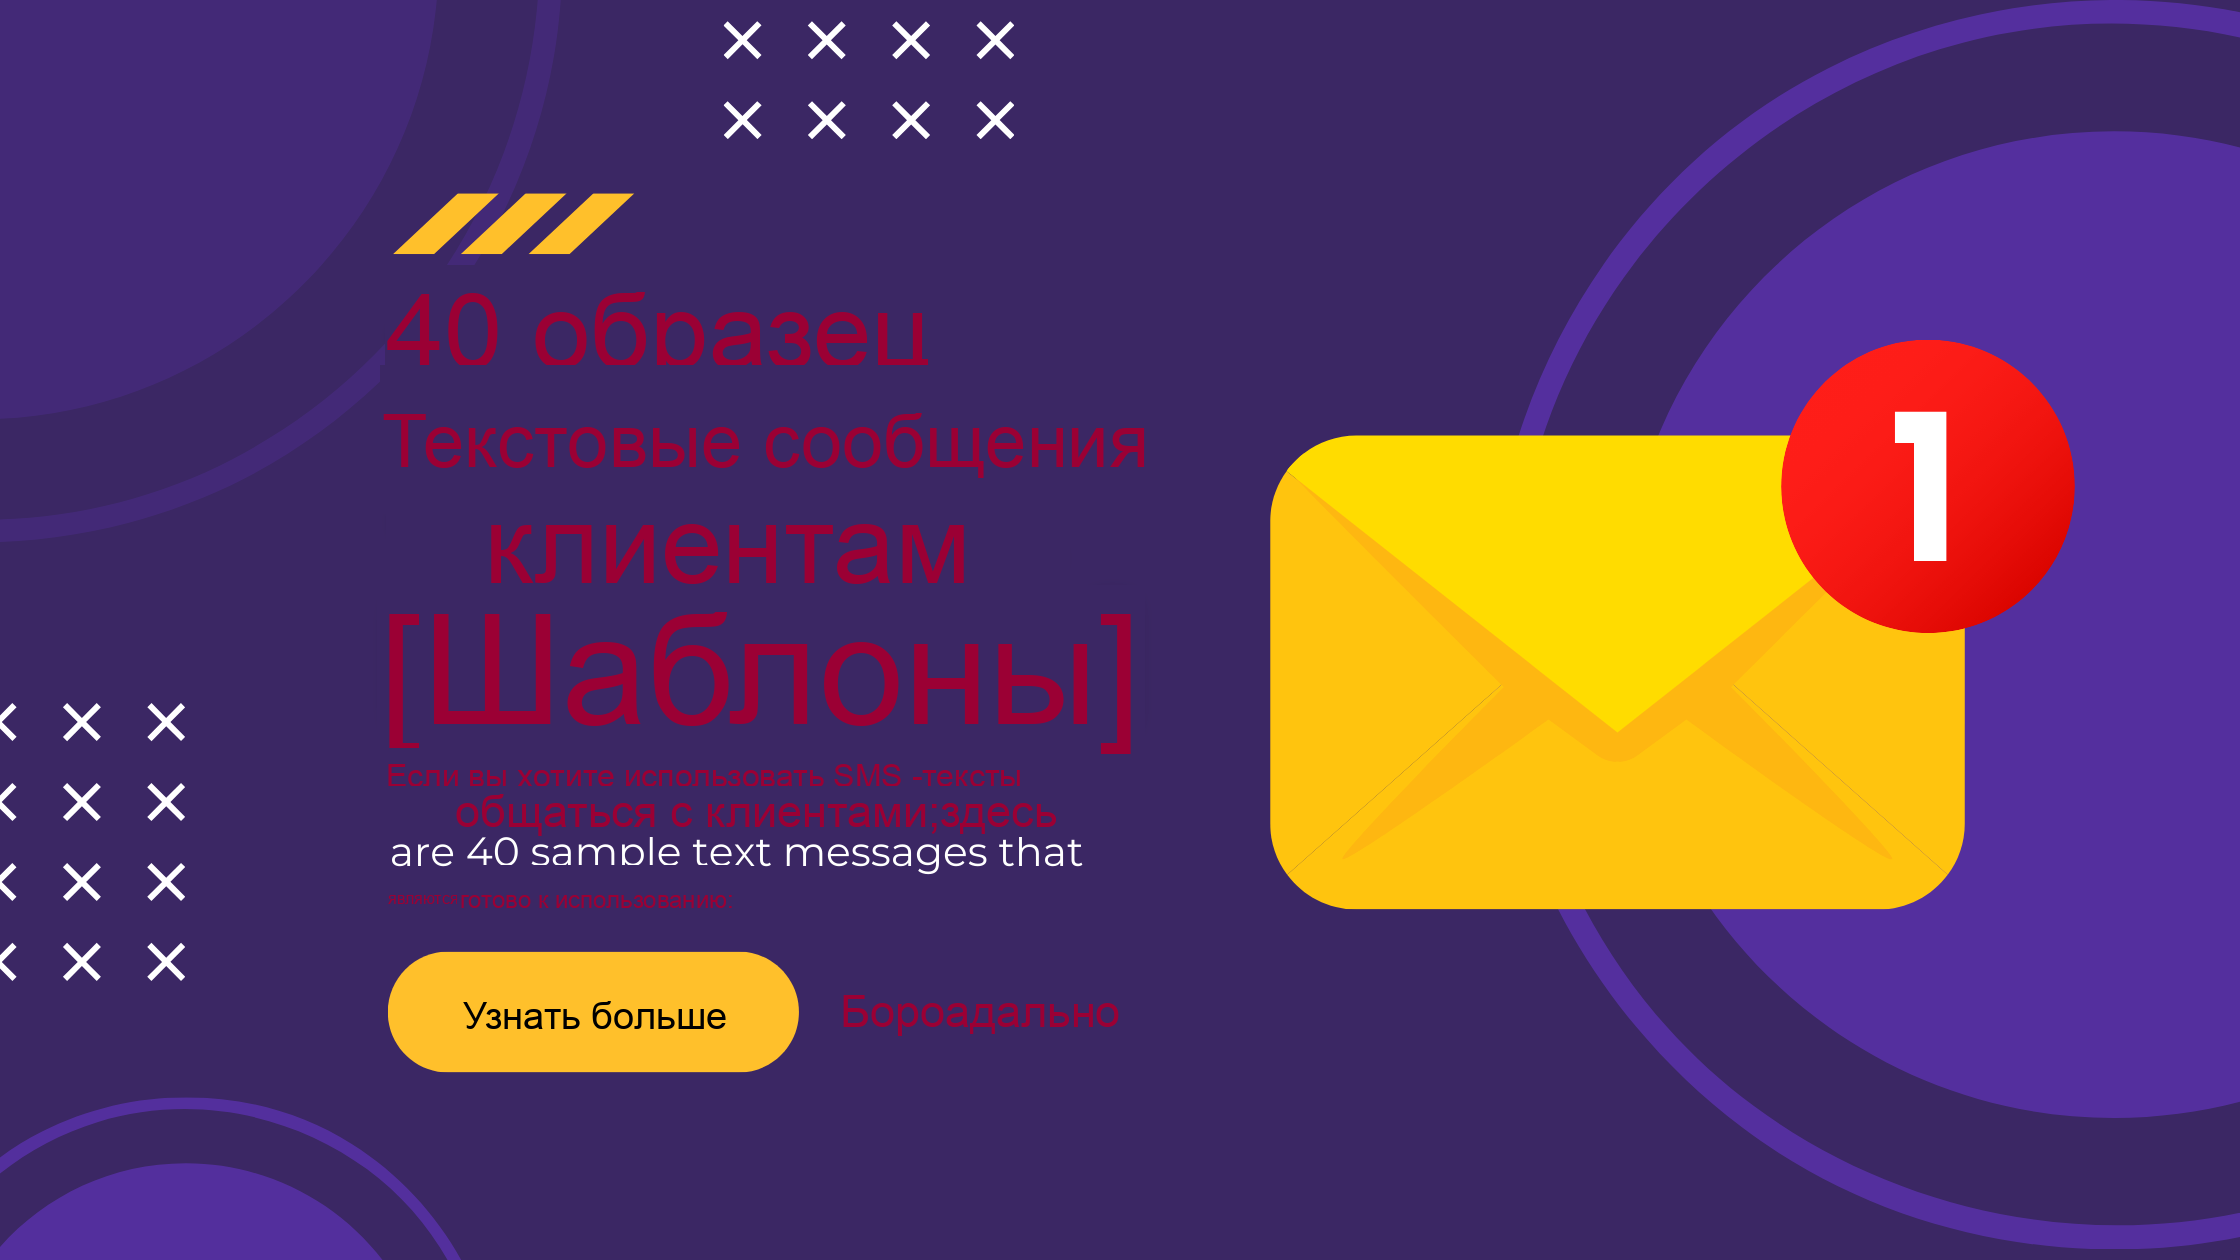 40 образец
Текстовые сообщения
клиентам
[Шаблоны]
Если вы хотите использовать SMS -тексты
общаться с клиентами;здесь
are 40 sample text messages that
готово к использованию:
Узнать больше
Бороадально
1